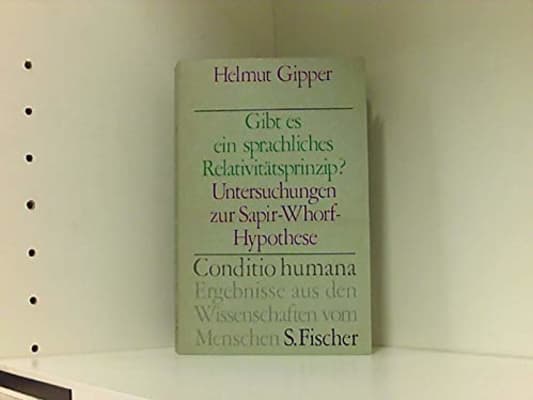 Helmut Gipper
Gibt es
ein sprachliches
Relativitätsprinzip?
Untersuchungen
zur Sapir-Whorf-
Hypothese
Conditio humana
Ergebnisse aus den
Wissenschaften vom
Menschen S. Fischer